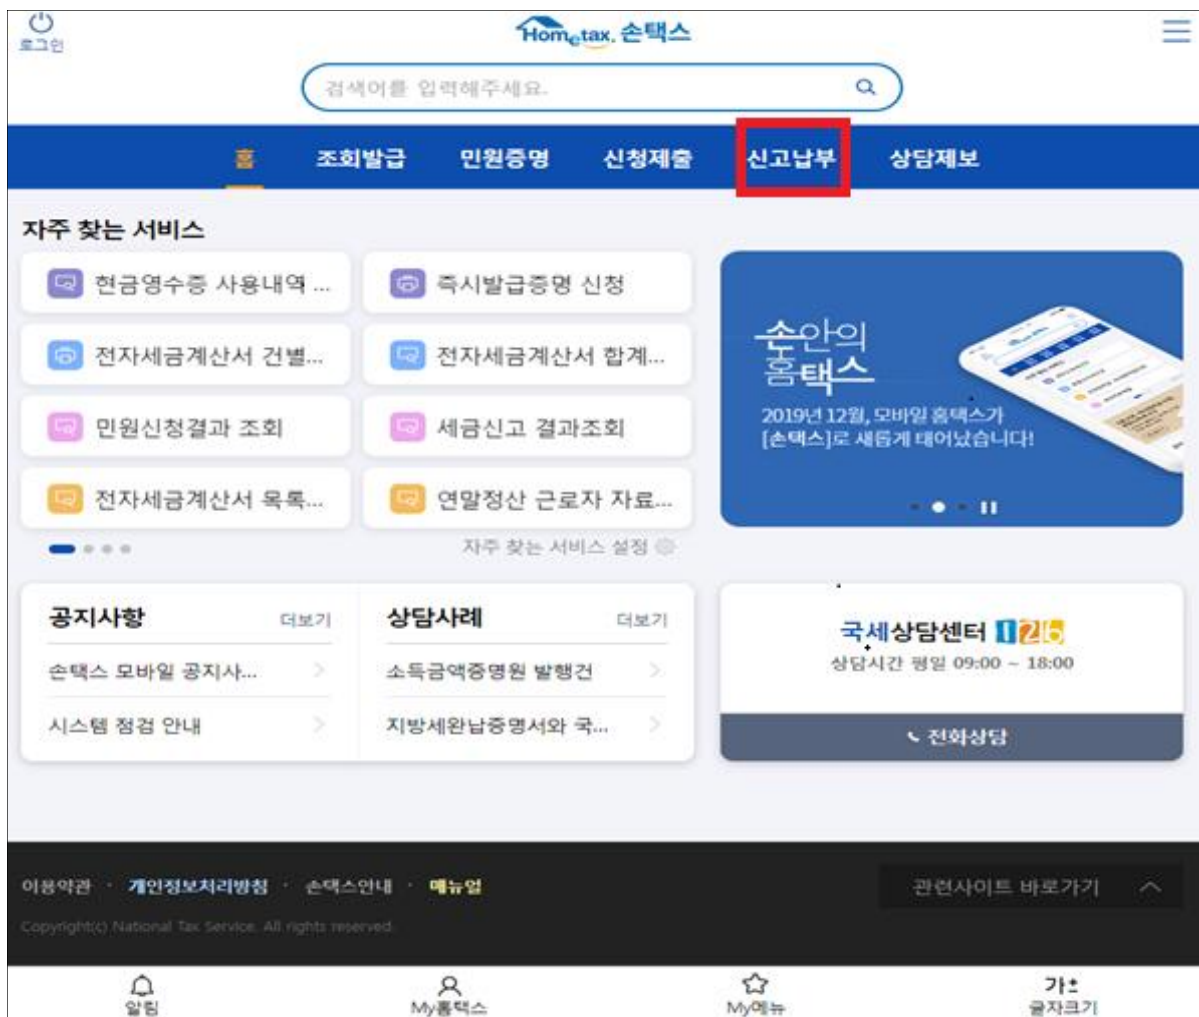 로그인
Hometax. 손택스
검색어를 입력해주세요.
홈 조회발급 민원증명 신청제출 신고납부 상담제보
자주 찾는 서비스
현금영수증 사용내역 ...
즉시발급증명 신청
전자세금계산서 건별...
전자세금계산서 합계...
민원신청결과 조회
세금신고 결과조회
전자세금계산서 목록...
연말정산 근로자 자료...
자주 찾는 서비스 설정
손안의
홈택스
2019년 12월, 모바일 홈택스가
[손택스]로 새롭게 태어났습니다!
공지사항 더보기
손택스 모바일 공지사...
시스템 점검 안내
상담사례 더보기
소득금액증명원 발행건
지방세완납증명서와 국...
국세상담센터 126
상담시간 평일 09:00 ~ 18:00
전화상담
이용약관 · 개인정보처리방침 · 손택스안내 · 매뉴얼
관련사이트 바로가기
Copyright(c) National Tax Service. All rights reserved.
알림
My홈택스
My메뉴
가±
글자크기